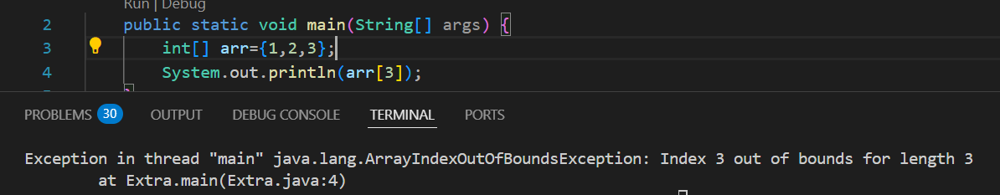 Run | Debug
2 public static void main(String[] args) {
3 int[] arr={1,2,3};
4 System.out.println(arr[3]);
PROBLEMS 30 OUTPUT DEBUG CONSOLE TERMINAL PORTS
Exception in thread "main" java.lang.ArrayIndexOutOfBoundsException: Index 3 out of bounds for length 3
at Extra.main(Extra.java:4)